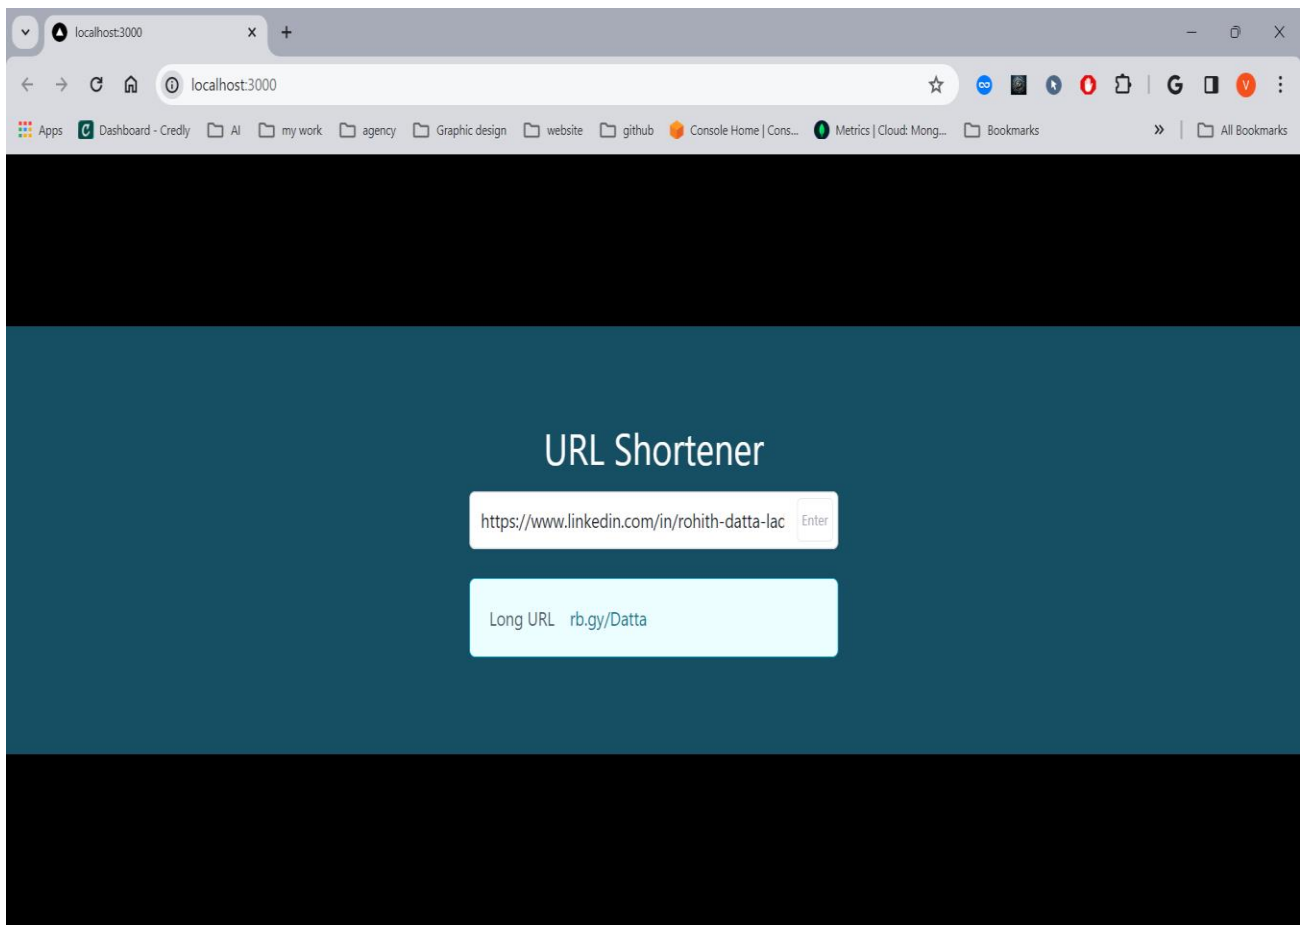 localhost:3000
localhost:3000
Apps Dashboard - Credly AI my work agency Graphic design website github Console Home | Cons... Metrics | Cloud: Mong... Bookmarks » All Bookmarks
URL Shortener
https://www.linkedin.com/in/rohith-datta-lac Enter
Long URL rb.gy/Datta